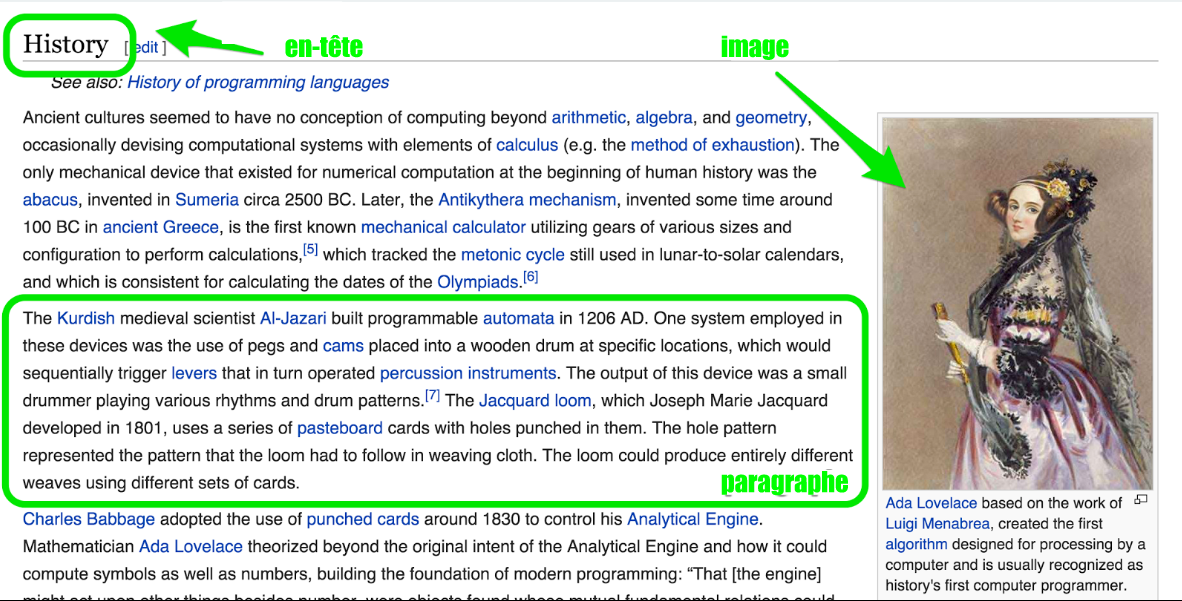 History [ edit ]
en-tête
image
See also: History of programming languages
Ancient cultures seemed to have no conception of computing beyond arithmetic, algebra, and geometry,
occasionally devising computational systems with elements of calculus (e.g. the method of exhaustion). The
only mechanical device that existed for numerical computation at the beginning of human history was the
abacus, invented in Sumeria circa 2500 BC. Later, the Antikythera mechanism, invented some time around
100 BC in ancient Greece, is the first known mechanical calculator utilizing gears of various sizes and
configuration to perform calculations,[5] which tracked the metonic cycle still used in lunar-to-solar calendars,
and which is consistent for calculating the dates of the Olympiads.[6]
The Kurdish medieval scientist Al-Jazari built programmable automata in 1206 AD. One system employed in
these devices was the use of pegs and cams placed into a wooden drum at specific locations, which would
sequentially trigger levers that in turn operated percussion instruments. The output of this device was a small
drummer playing various rhythms and drum patterns.[7] The Jacquard loom, which Joseph Marie Jacquard
developed in 1801, uses a series of pasteboard cards with holes punched in them. The hole pattern
represented the pattern that the loom had to follow in weaving cloth. The loom could produce entirely different
weaves using different sets of cards.
paragraphe
Charles Babbage adopted the use of punched cards around 1830 to control his Analytical Engine.
Mathematician Ada Lovelace theorized beyond the original intent of the Analytical Engine and how it could
compute symbols as well as numbers, building the foundation of modern programming: “That [the engine]
might act upon other things besides number, were objects found whose mutual fundamental relations could
Ada Lovelace based on the work of
Luigi Menabrea, created the first
algorithm designed for processing by a
computer and is usually recognized as
history's first computer programmer.